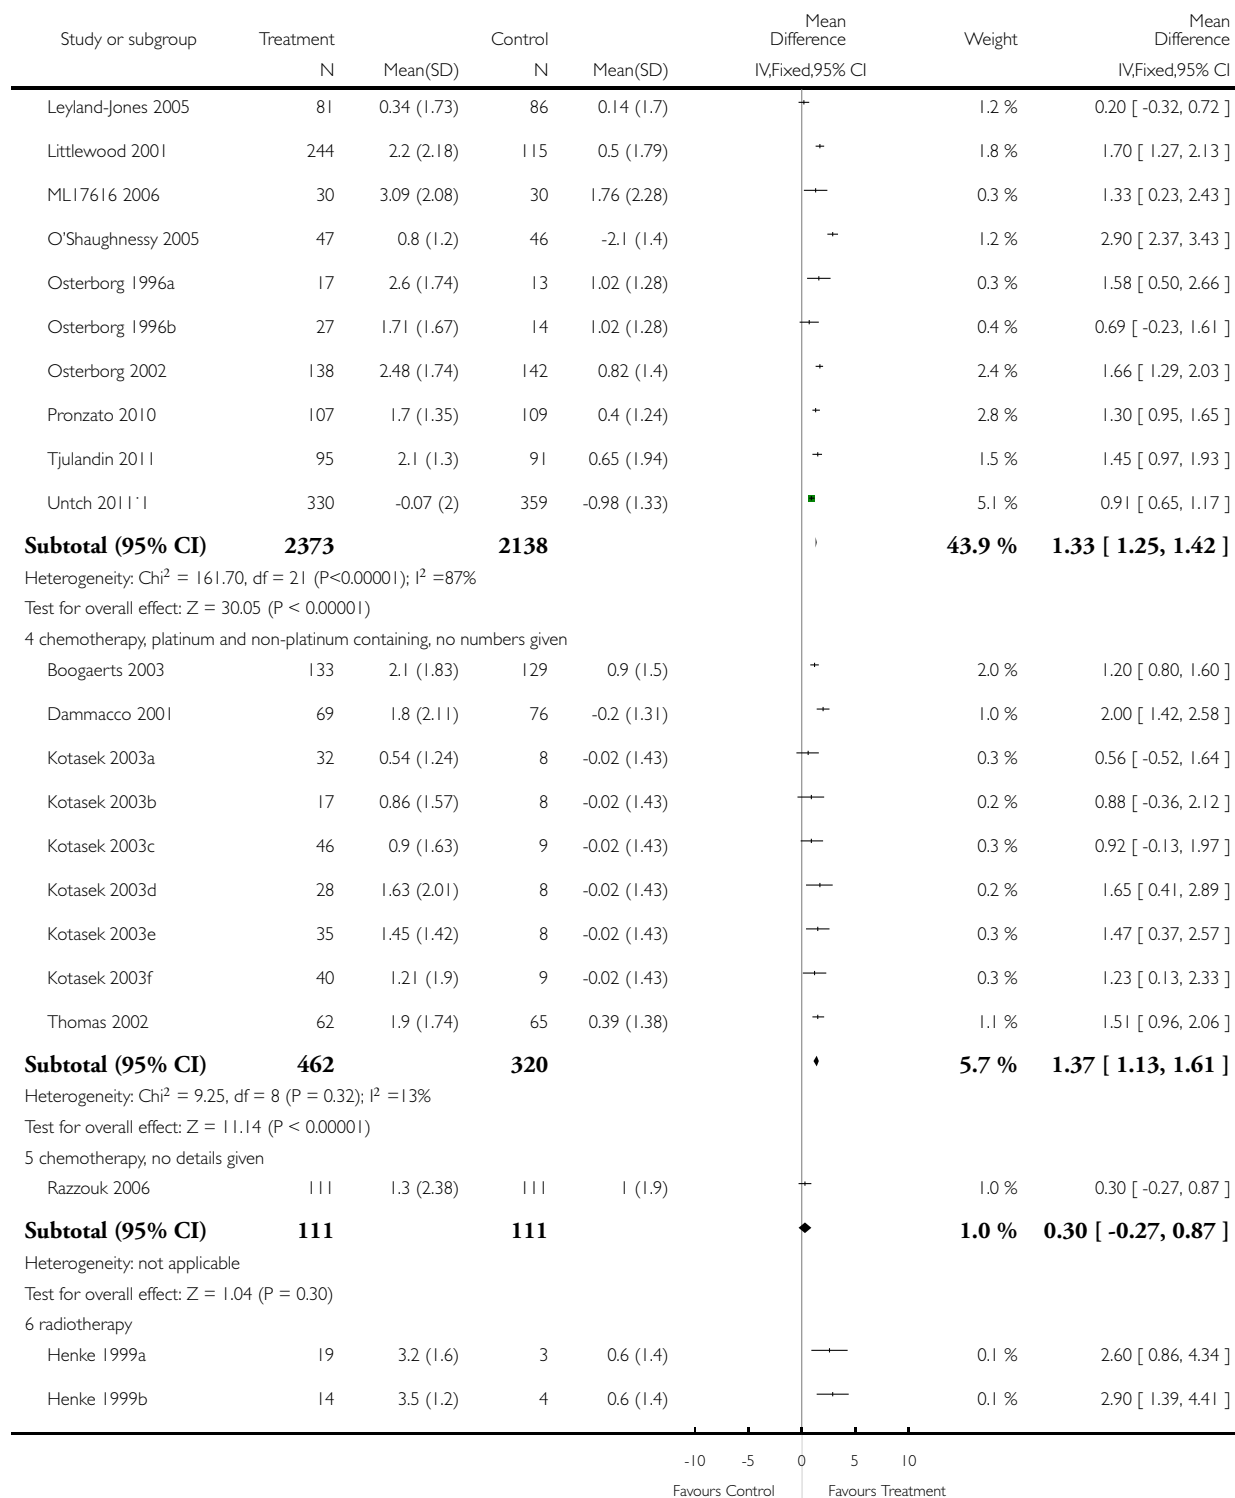 Study or subgroup Treatment Control Mean Difference Weight Mean Difference
N Mean(SD) N Mean(SD) IV,Fixed,95% CI IV,Fixed,95% CI
Leyland-Jones 2005 81 0.34 (1.73) 86 0.14 (1.7) 1.2 % 0.20 [ -0.32, 0.72 ]
Littlewood 2001 244 2.2 (2.18) 115 0.5 (1.79) 1.8 % 1.70 [ 1.27, 2.13 ]
ML17616 2006 30 3.09 (2.08) 30 1.76 (2.28) 0.3 % 1.33 [ 0.23, 2.43 ]
O'Shaughnessy 2005 47 0.8 (1.2) 46 -2.1 (1.4) 1.2 % 2.90 [ 2.37, 3.43 ]
Osterborg 1996a 17 2.6 (1.74) 13 1.02 (1.28) 0.3 % 1.58 [ 0.50, 2.66 ]
Osterborg 1996b 27 1.71 (1.67) 14 1.02 (1.28) 0.4 % 0.69 [ -0.23, 1.61 ]
Osterborg 2002 138 2.48 (1.74) 142 0.82 (1.4) 2.4 % 1.66 [ 1.29, 2.03 ]
Pronzato 2010 107 1.7 (1.35) 109 0.4 (1.24) 2.8 % 1.30 [ 0.95, 1.65 ]
Tjulandin 2011 95 2.1 (1.3) 91 0.65 (1.94) 1.5 % 1.45 [ 0.97, 1.93 ]
Untch 2011˙1 330 -0.07 (2) 359 -0.98 (1.33) 5.1 % 0.91 [ 0.65, 1.17 ]
Subtotal (95% CI) 2373 2138 43.9 % 1.33 [ 1.25, 1.42 ]
Heterogeneity: Chi² = 161.70, df = 21 (P<0.00001); I² =87%
Test for overall effect: Z = 30.05 (P < 0.00001)
4 chemotherapy, platinum and non-platinum containing, no numbers given
Boogaerts 2003 133 2.1 (1.83) 129 0.9 (1.5) 2.0 % 1.20 [ 0.80, 1.60 ]
Dammacco 2001 69 1.8 (2.11) 76 -0.2 (1.31) 1.0 % 2.00 [ 1.42, 2.58 ]
Kotasek 2003a 32 0.54 (1.24) 8 -0.02 (1.43) 0.3 % 0.56 [ -0.52, 1.64 ]
Kotasek 2003b 17 0.86 (1.57) 8 -0.02 (1.43) 0.2 % 0.88 [ -0.36, 2.12 ]
Kotasek 2003c 46 0.9 (1.63) 9 -0.02 (1.43) 0.3 % 0.92 [ -0.13, 1.97 ]
Kotasek 2003d 28 1.63 (2.01) 8 -0.02 (1.43) 0.2 % 1.65 [ 0.41, 2.89 ]
Kotasek 2003e 35 1.45 (1.42) 8 -0.02 (1.43) 0.3 % 1.47 [ 0.37, 2.57 ]
Kotasek 2003f 40 1.21 (1.9) 9 -0.02 (1.43) 0.3 % 1.23 [ 0.13, 2.33 ]
Thomas 2002 62 1.9 (1.74) 65 0.39 (1.38) 1.1 % 1.51 [ 0.96, 2.06 ]
Subtotal (95% CI) 462 320 5.7 % 1.37 [ 1.13, 1.61 ]
Heterogeneity: Chi² = 9.25, df = 8 (P = 0.32); I² =13%
Test for overall effect: Z = 11.14 (P < 0.00001)
5 chemotherapy, no details given
Razzouk 2006 111 1.3 (2.38) 111 1 (1.9) 1.0 % 0.30 [ -0.27, 0.87 ]
Subtotal (95% CI) 111 111 1.0 % 0.30 [ -0.27, 0.87 ]
Heterogeneity: not applicable
Test for overall effect: Z = 1.04 (P = 0.30)
6 radiotherapy
Henke 1999a 19 3.2 (1.6) 3 0.6 (1.4) 0.1 % 2.60 [ 0.86, 4.34 ]
Henke 1999b 14 3.5 (1.2) 4 0.6 (1.4) 0.1 % 2.90 [ 1.39, 4.41 ]
-10 -5 0 5 10
Favours Control Favours Treatment